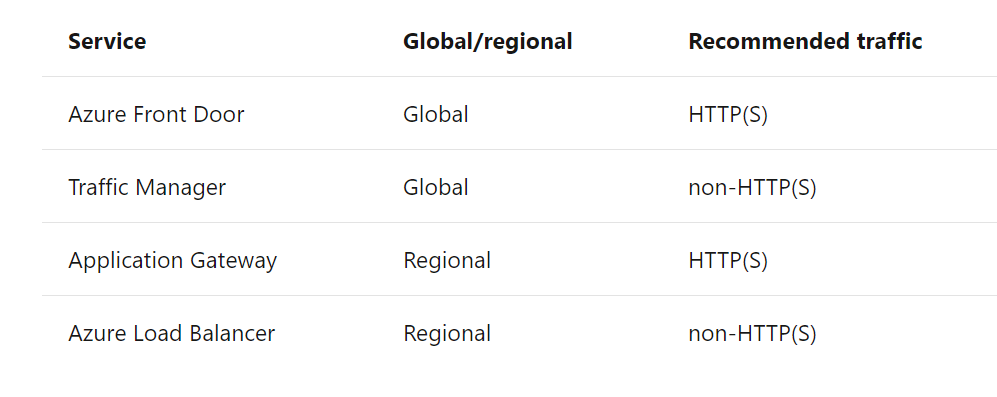 Service Global/regional Recommended traffic
Azure Front Door Global HTTP(S)
Traffic Manager Global non-HTTP(S)
Application Gateway Regional HTTP(S)
Azure Load Balancer Regional non-HTTP(S)